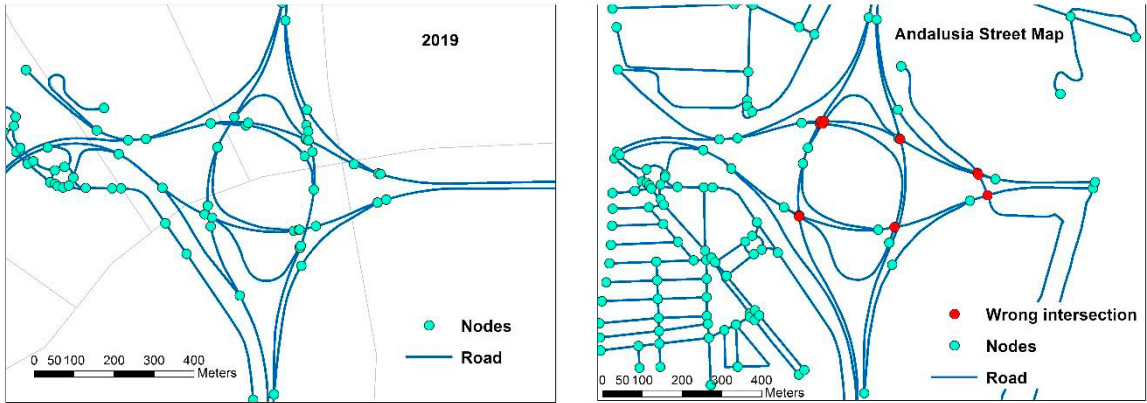 2019
Nodes
Road
0 50 100 200 300 400
Meters
Andalusia Street Map
Wrong intersection
Nodes
Road
0 50 100 200 300 400
Meters